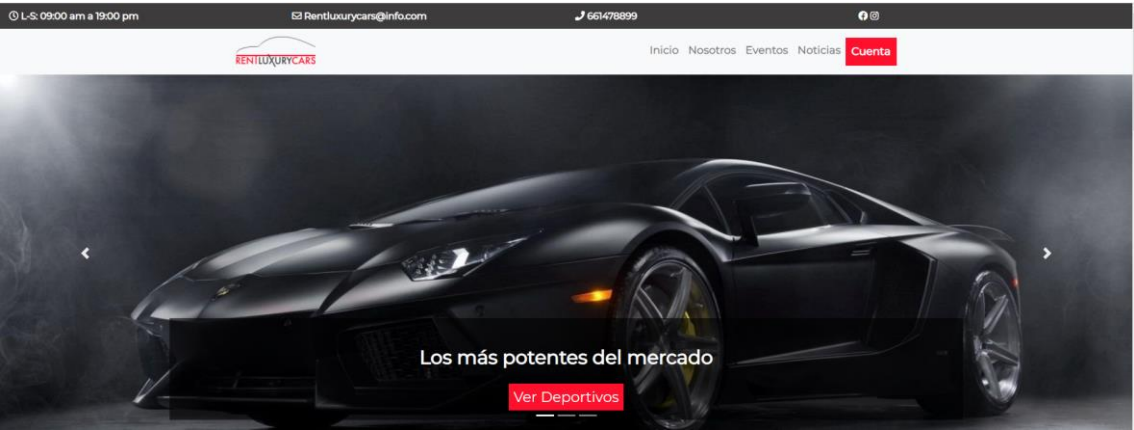 L-S: 09:00 am a 19:00 pm
Rentluxurycars@info.com
661478899
RENTLUXURYCARS
Inicio Nosotros Eventos Noticias Cuenta
Los más potentes del mercado
Ver Deportivos